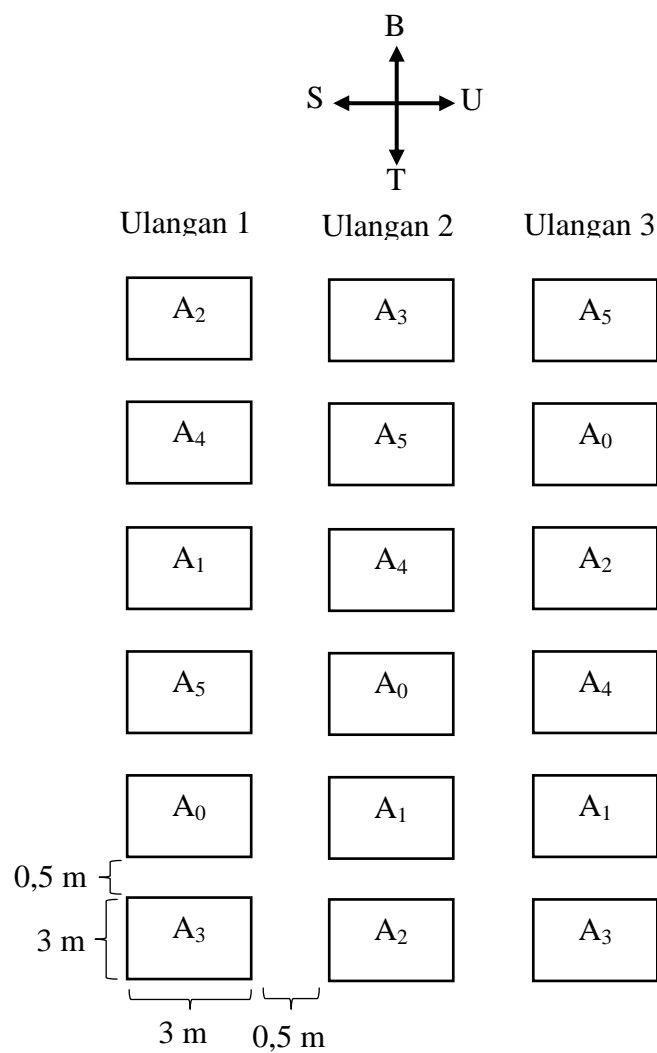 B
S U
T
Ulangan 1 Ulangan 2 Ulangan 3
A₂ A₃ A₅
A₄ A₅ A₀
A₁ A₄ A₂
A₅ A₀ A₄
A₀ A₁ A₁
0,5 m
A₃ A₂ A₃
3 m
3 m 0,5 m